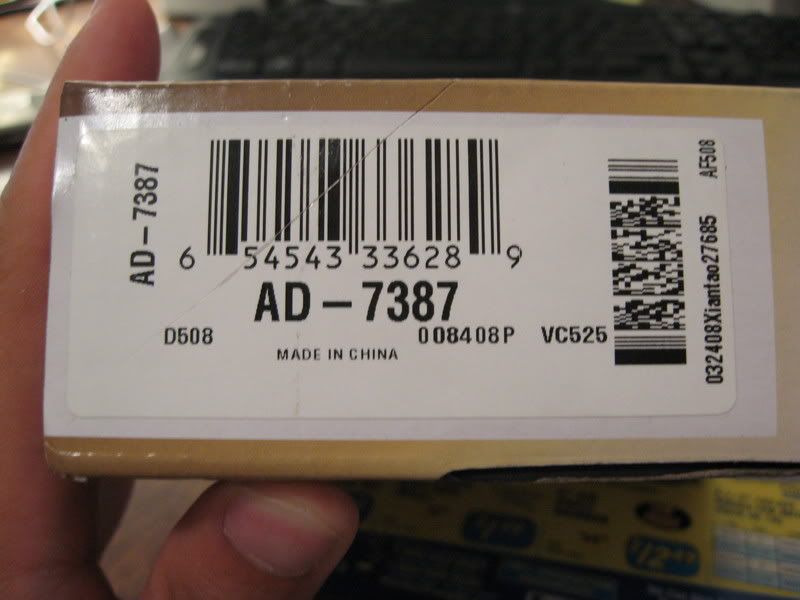 AD-7387
6 54543 33628 9
AD-7387
D508 008408P VC525
MADE IN CHINA
032408Xiantao27685 AF508